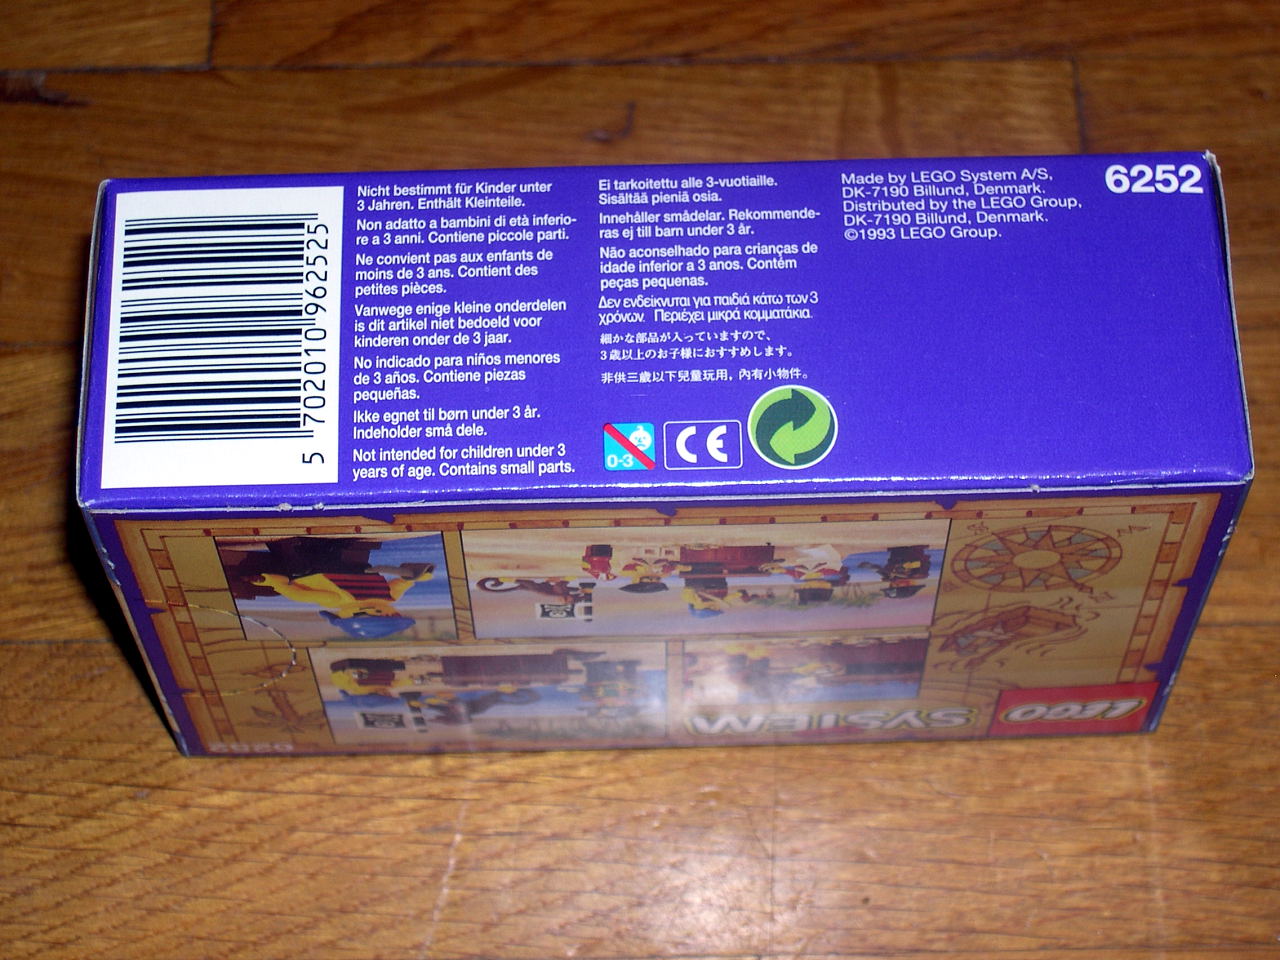 5 702010 962525
Nicht bestimmt für Kinder unter
3 Jahren. Enthält Kleinteile.
Non adatto a bambini di età inferio-
re a 3 anni. Contiene piccole parti.
Ne convient pas aux enfants de
moins de 3 ans. Contient des
petites pièces.
Vanwege enige kleine onderdelen
is dit artikel niet bedoeld voor
kinderen onder de 3 jaar.
No indicado para niños menores
de 3 años. Contiene piezas
pequeñas.
Ikke egnet til børn under 3 år.
Indeholder små dele.
Not intended for children under 3
years of age. Contains small parts.
Ei tarkoitettu alle 3-vuotiaille.
Sisältää pieniä osia.
Innehåller smådelar. Rekommende-
ras ej till barn under 3 år.
Não aconselhado para crianças de
idade inferior a 3 anos. Contém
peças pequenas.
Δεν ενδείκνυται για παιδιά κάτω των 3
χρόνων. Περιέχει μικρά κομματάκια.
細かな部品が入っていますので、
3歳以上のお子様におすすめします。
非供三歲以下兒童玩用，內有小物件。
0-3
CE
Made by LEGO System A/S,
DK-7190 Billund, Denmark.
Distributed by the LEGO Group,
DK-7190 Billund, Denmark.
©1993 LEGO Group.
6252
LEGO
SYSTEM
6252